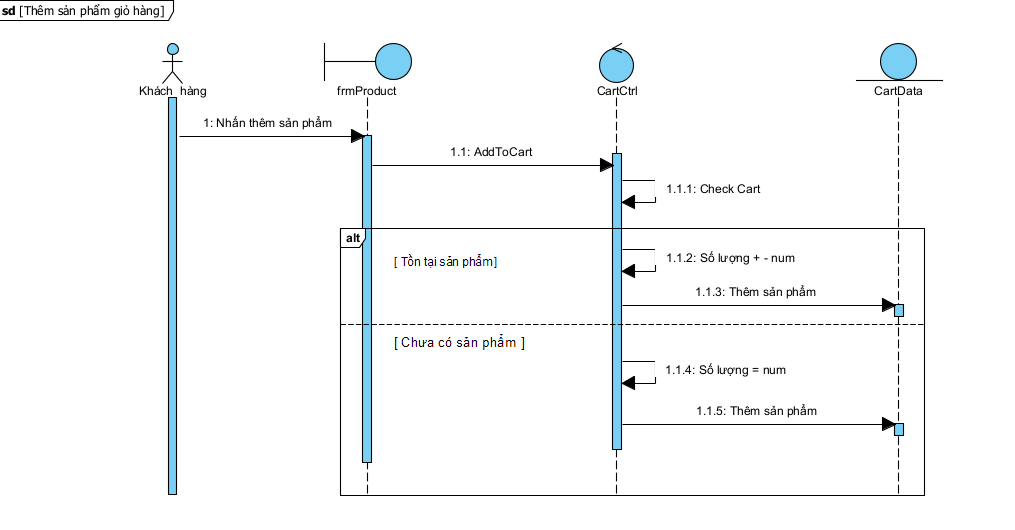 sd [Thêm sản phẩm giỏ hàng]
Khách hàng
frmProduct
CartCtrl
CartData
1: Nhấn thêm sản phẩm
1.1: AddToCart
1.1.1: Check Cart
alt
[ Tồn tại sản phẩm]
1.1.2: Số lượng + - num
1.1.3: Thêm sản phẩm
[ Chưa có sản phẩm ]
1.1.4: Số lượng = num
1.1.5: Thêm sản phẩm